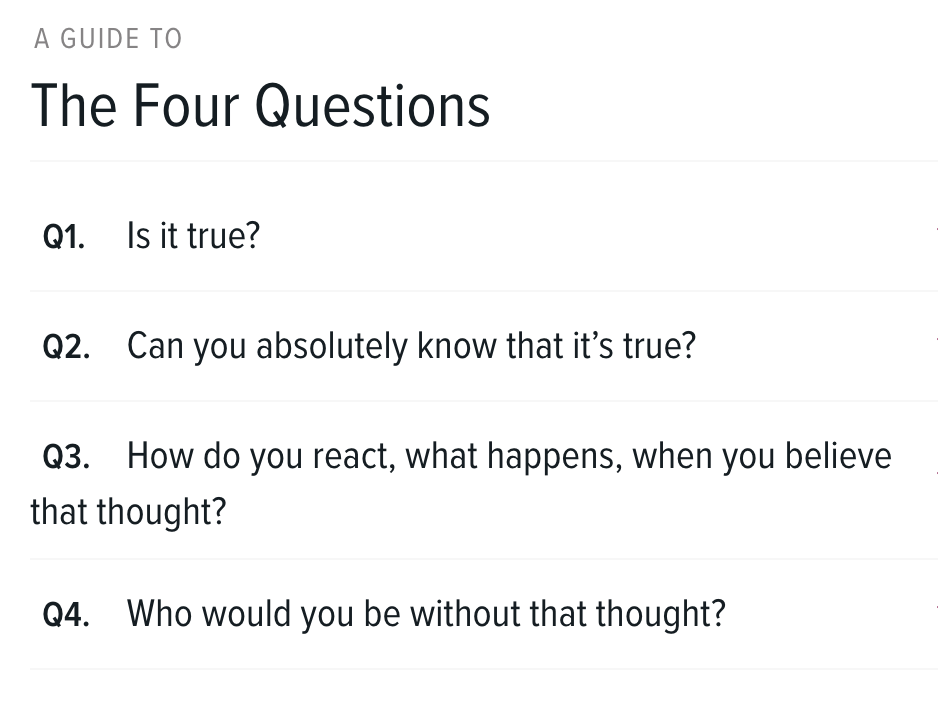 A GUIDE TO
The Four Questions
Q1. Is it true?
Q2. Can you absolutely know that it’s true?
Q3. How do you react, what happens, when you believe
that thought?
Q4. Who would you be without that thought?